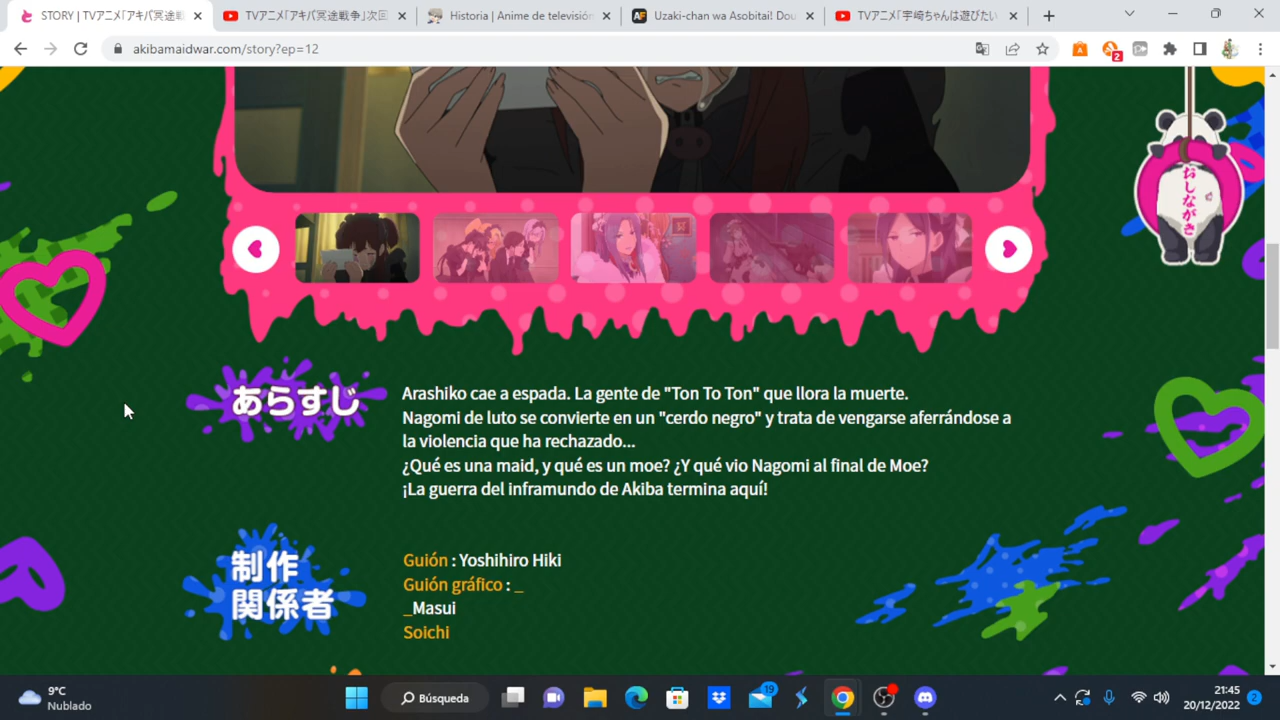 STORY | TVアニメ「アキバ冥途戦
TVアニメ「アキバ冥途戦争」次回
Historia | Anime de televisión
Uzaki-chan wa Asobitai! Dou
TVアニメ「宇崎ちゃんは遊びたい
akibamaidwar.com/story?ep=12
2
おしながき
あらすじ
Arashiko cae a espada. La gente de "Ton To Ton" que llora la muerte.
Nagomi de luto se convierte en un "cerdo negro" y trata de vengarse aferrándose a
la violencia que ha rechazado...
¿Qué es una maid, y qué es un moe? ¿Y qué vio Nagomi al final de Moe?
¡La guerra del inframundo de Akiba termina aquí!
制作
関係者
Guión : Yoshihiro Hiki
Guión gráfico : _
_Masui
Soichi
9°C
Nublado
Búsqueda
19
21:45
20/12/2022
2